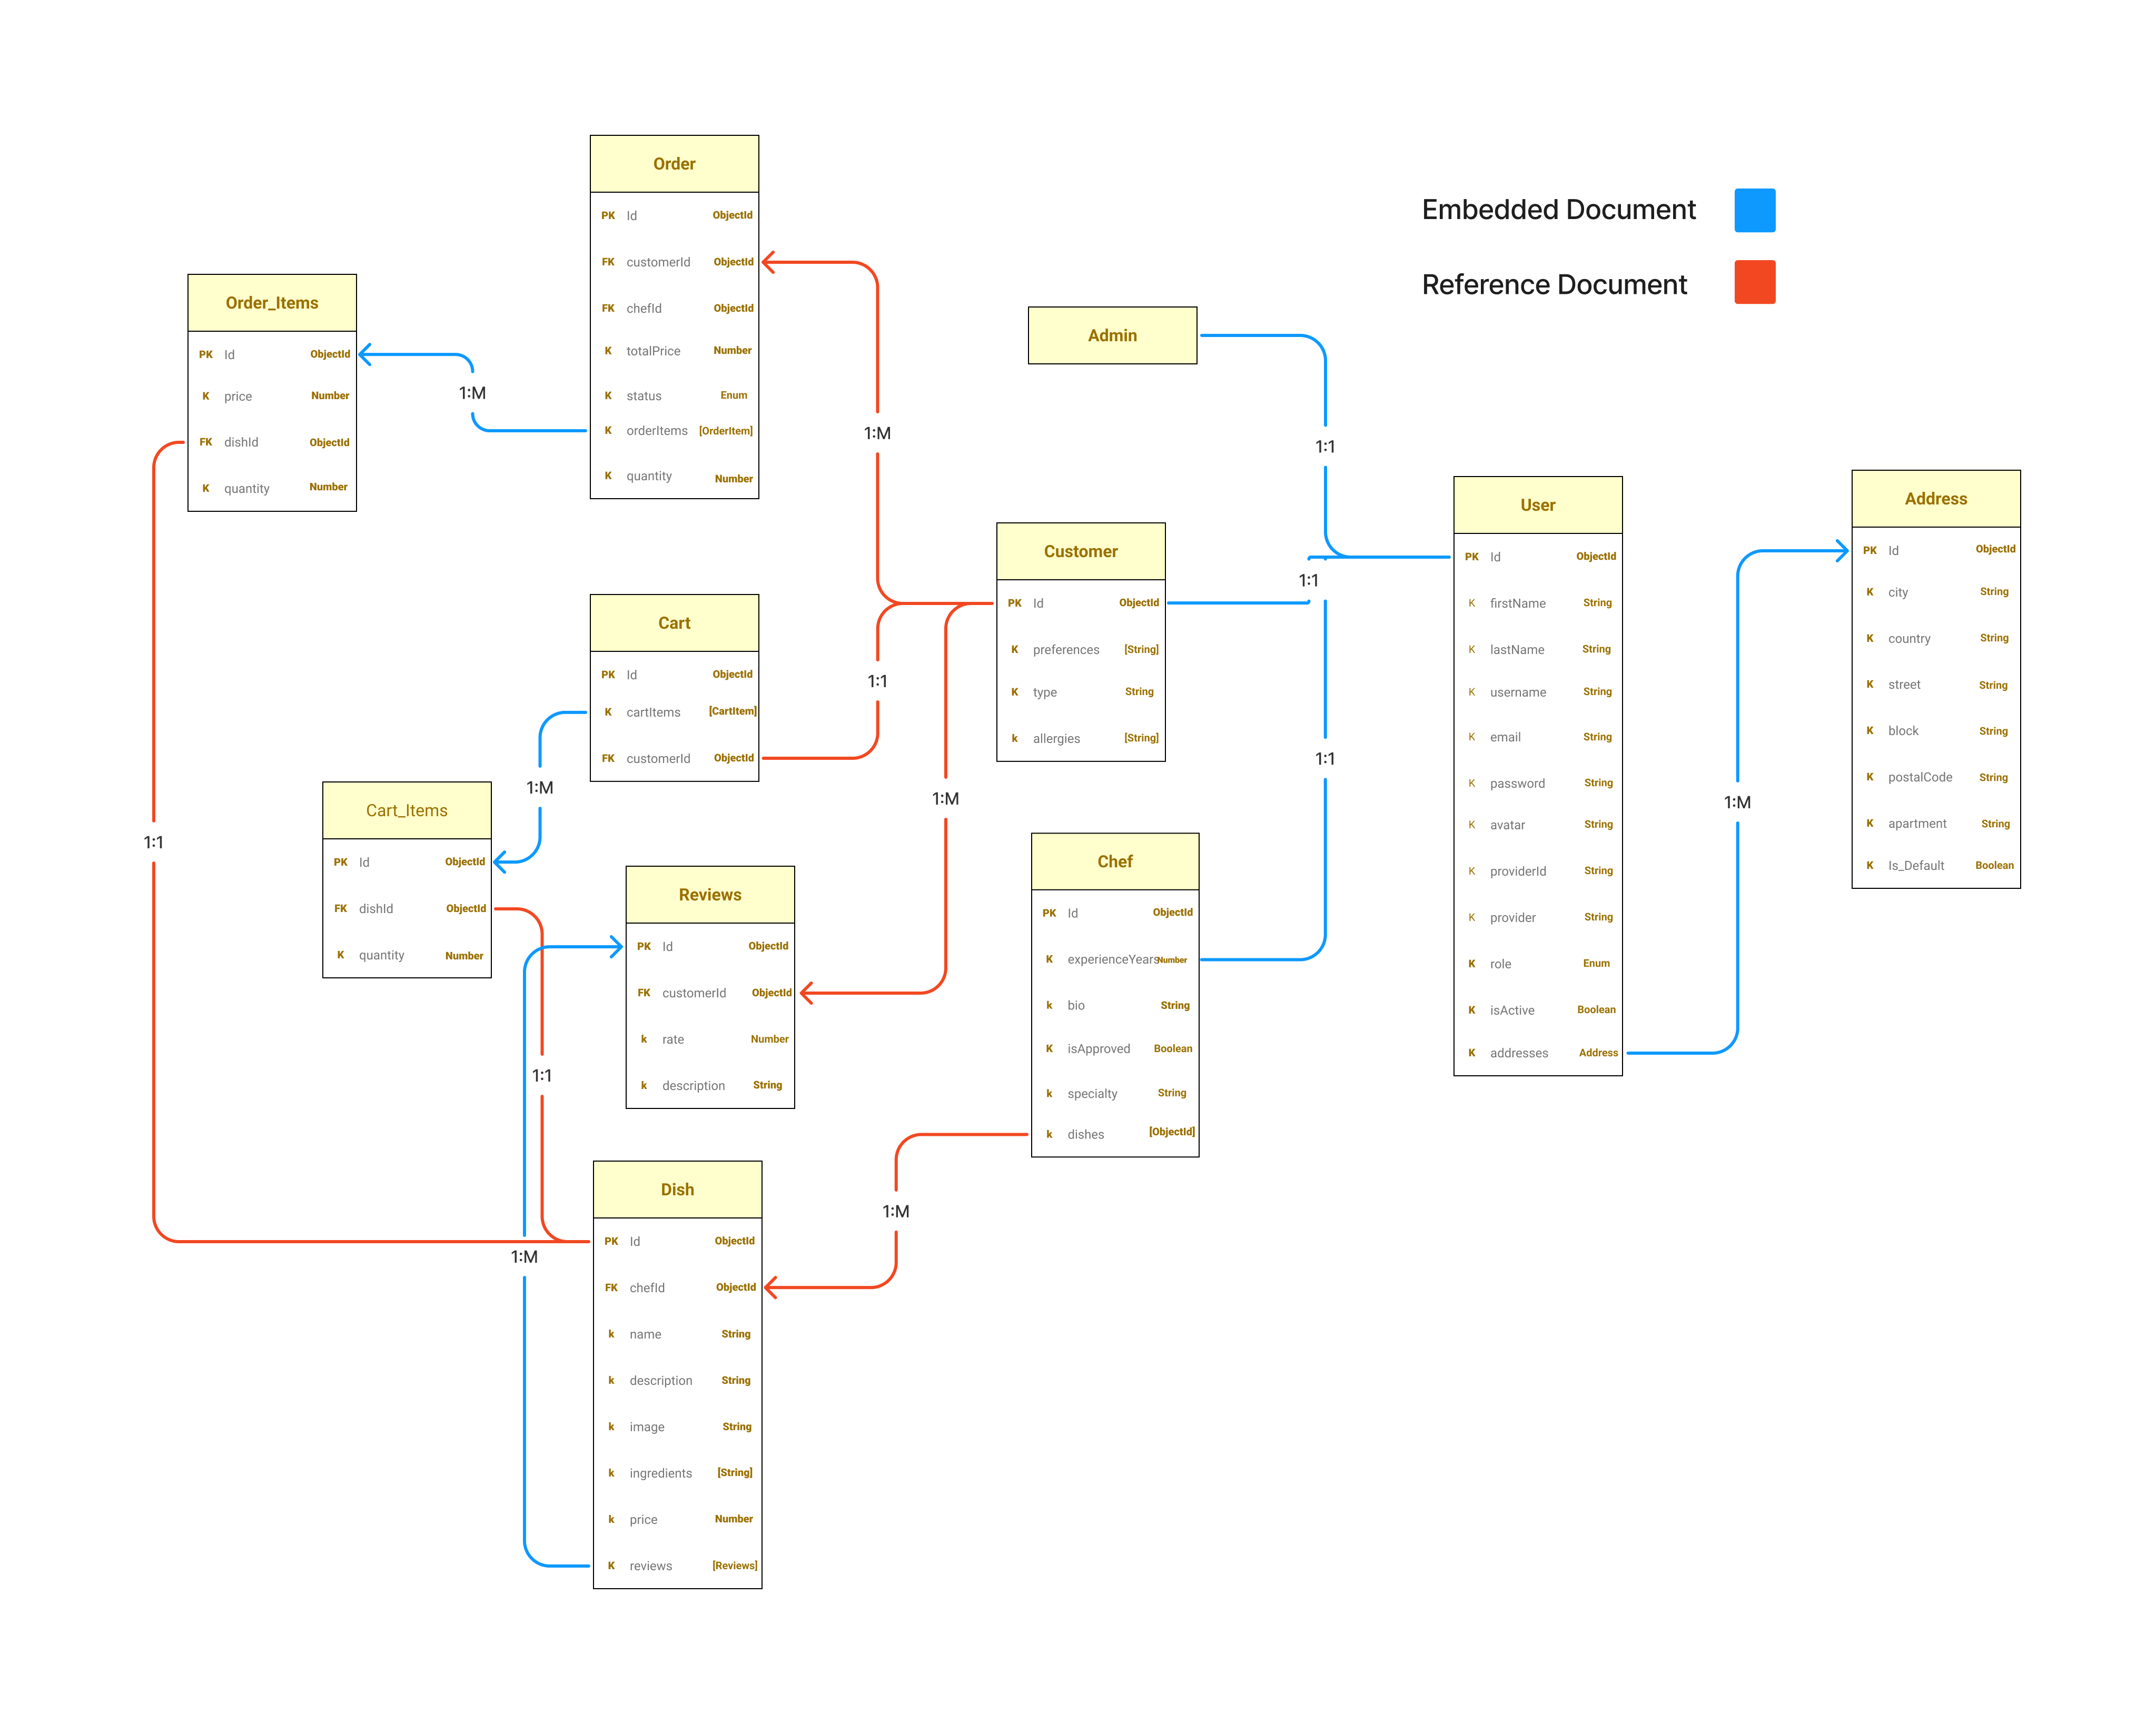 Embedded Document
Reference Document
Order
PK Id ObjectId
FK customerId ObjectId
FK chefId ObjectId
K totalPrice Number
K status Enum
K orderItems [OrderItem]
K quantity Number
Order_Items
PK Id ObjectId
K price Number
FK dishId ObjectId
K quantity Number
1:M
1:M
Admin
1:1
Customer
PK Id ObjectId
K preferences [String]
K type String
k allergies [String]
1:1
User
PK Id ObjectId
K firstName String
K lastName String
K username String
K email String
K password String
K avatar String
K providerId String
K provider String
K role Enum
K isActive Boolean
K addresses Address
Address
PK Id ObjectId
K city String
K country String
K street String
K block String
K postalCode String
K apartment String
K Is_Default Boolean
1:M
Cart
PK Id ObjectId
K cartItems [CartItem]
FK customerId ObjectId
1:1
1:M
1:M
1:1
1:1
Cart_Items
PK Id ObjectId
FK dishId ObjectId
K quantity Number
Reviews
PK Id ObjectId
FK customerId ObjectId
k rate Number
k description String
Chef
PK Id ObjectId
K experienceYears Number
k bio String
K isApproved Boolean
k specialty String
k dishes [ObjectId]
1:1
1:M
1:M
Dish
PK Id ObjectId
FK chefId ObjectId
k name String
k description String
k image String
k ingredients [String]
k price Number
K reviews [Reviews]